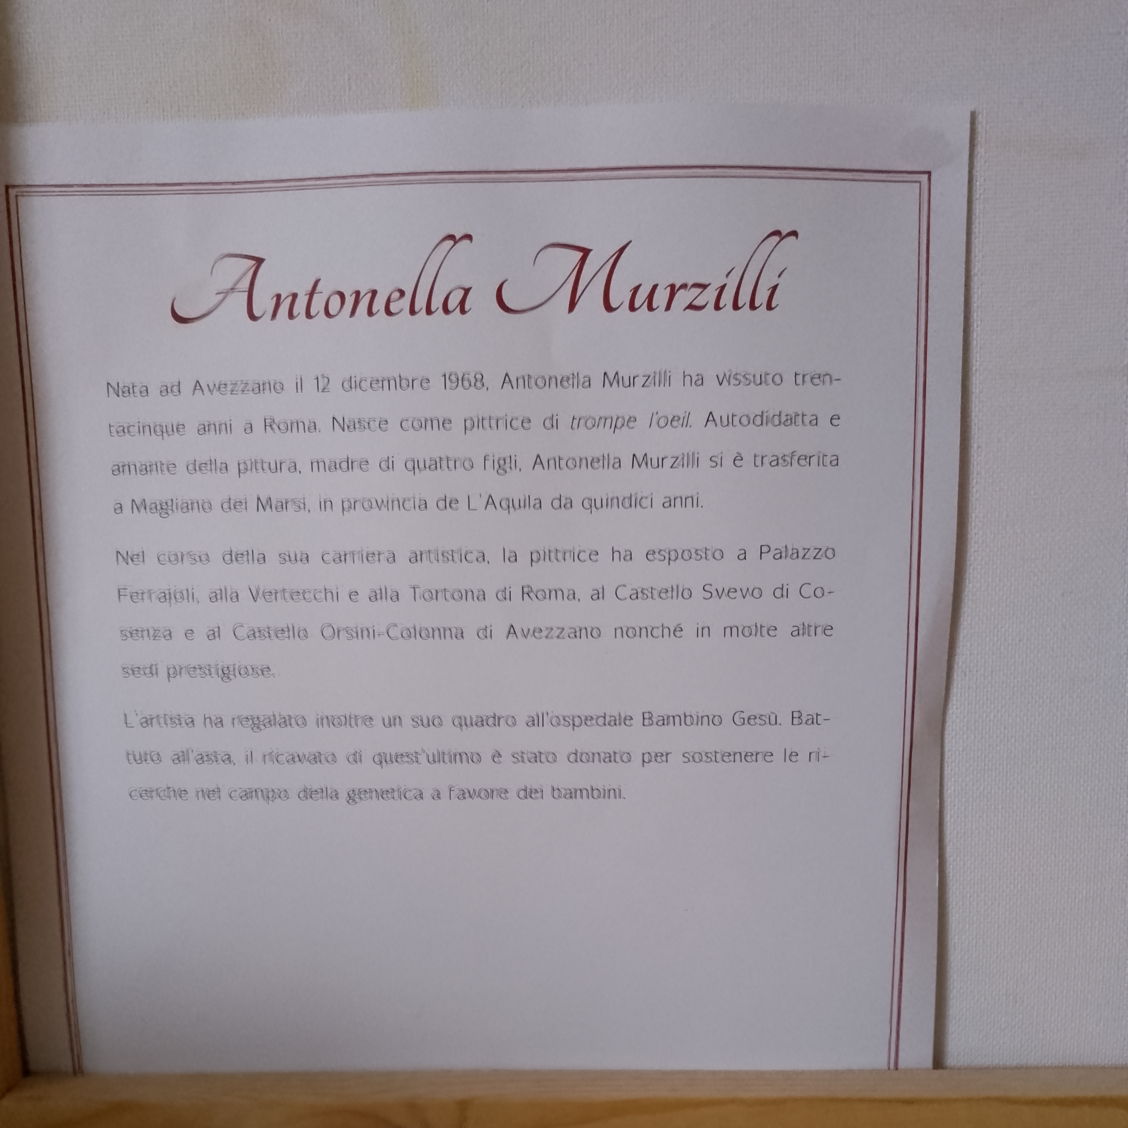 Antonella Murzilli
Nata ad Avezzano il 12 dicembre 1968, Antonella Murzilli ha vissuto tren-
tacinque anni a Roma. Nasce come pittrice di trompe l'oeil. Autodidatta e
amante della pittura, madre di quattro figli, Antonella Murzilli si è trasferita
a Magliano dei Marsi, in provincia de L'Aquila da quindici anni.
Nel corso della sua carriera artistica, la pittrice ha esposto a Palazzo
Ferrajoli, alla Vertecchi e alla Tortona di Roma, al Castello Svevo di Co-
senza e al Castello Orsini-Colonna di Avezzano nonché in molte altre
sedi prestigiose.
L'artista ha regalato inoltre un suo quadro all'ospedale Bambino Gesù. Bat-
tuto all'asta, il ricavato di quest'ultimo è stato donato per sostenere le ri-
cerche nel campo della genetica a favore dei bambini.